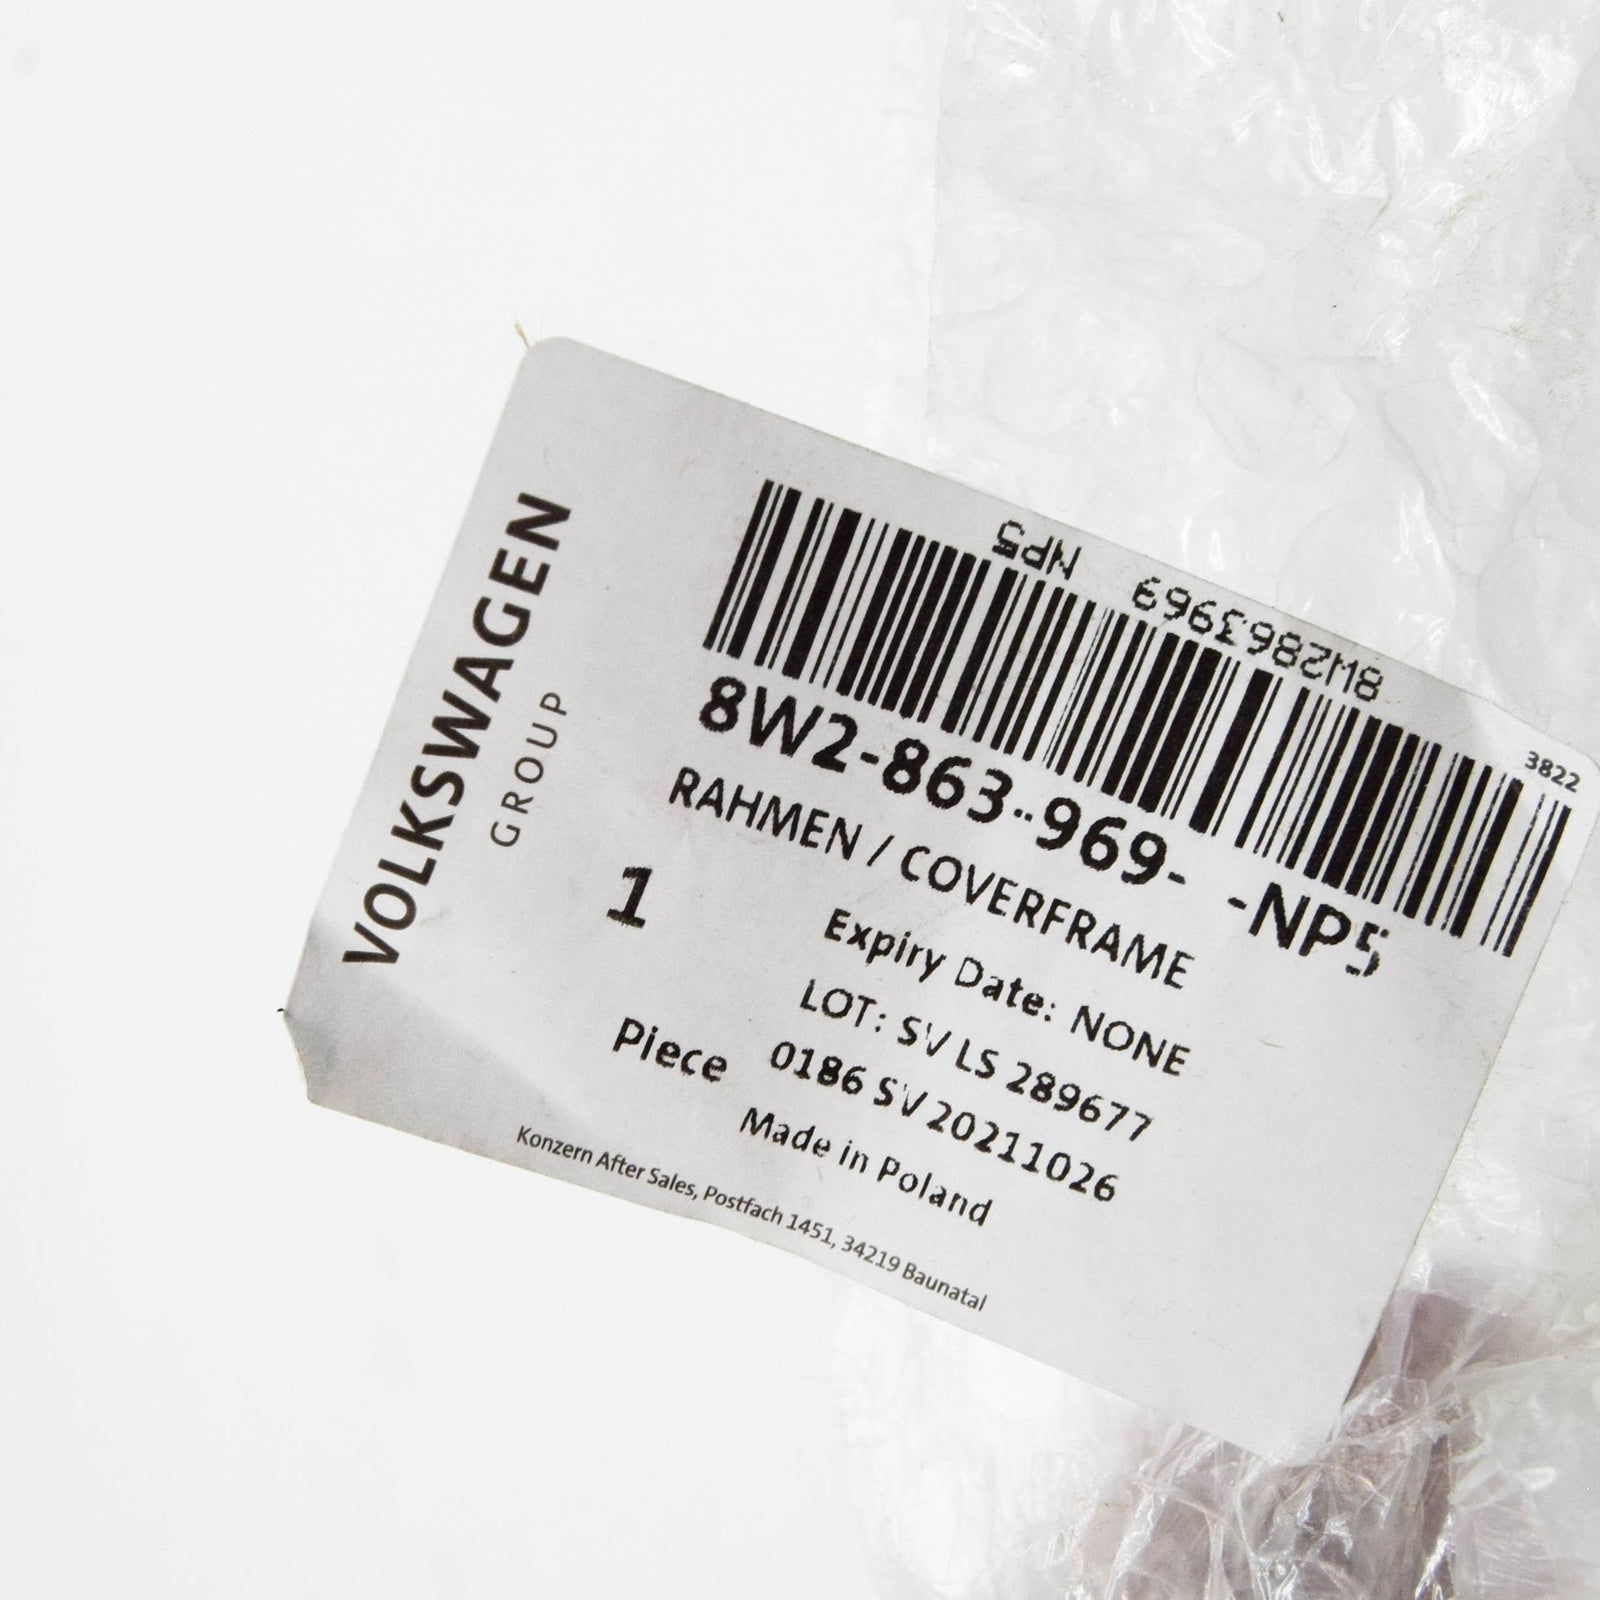 VOLKSWAGEN
GROUP
8W2863969 NP5
3822
8W2-863-969- -NP5
RAHMEN / COVERFRAME
1
Expiry Date: NONE
LOT: SV LS 289677
Piece
0186 SV 20211026
Made in Poland
Konzern After Sales, Postfach 1451, 34219 Baunatal